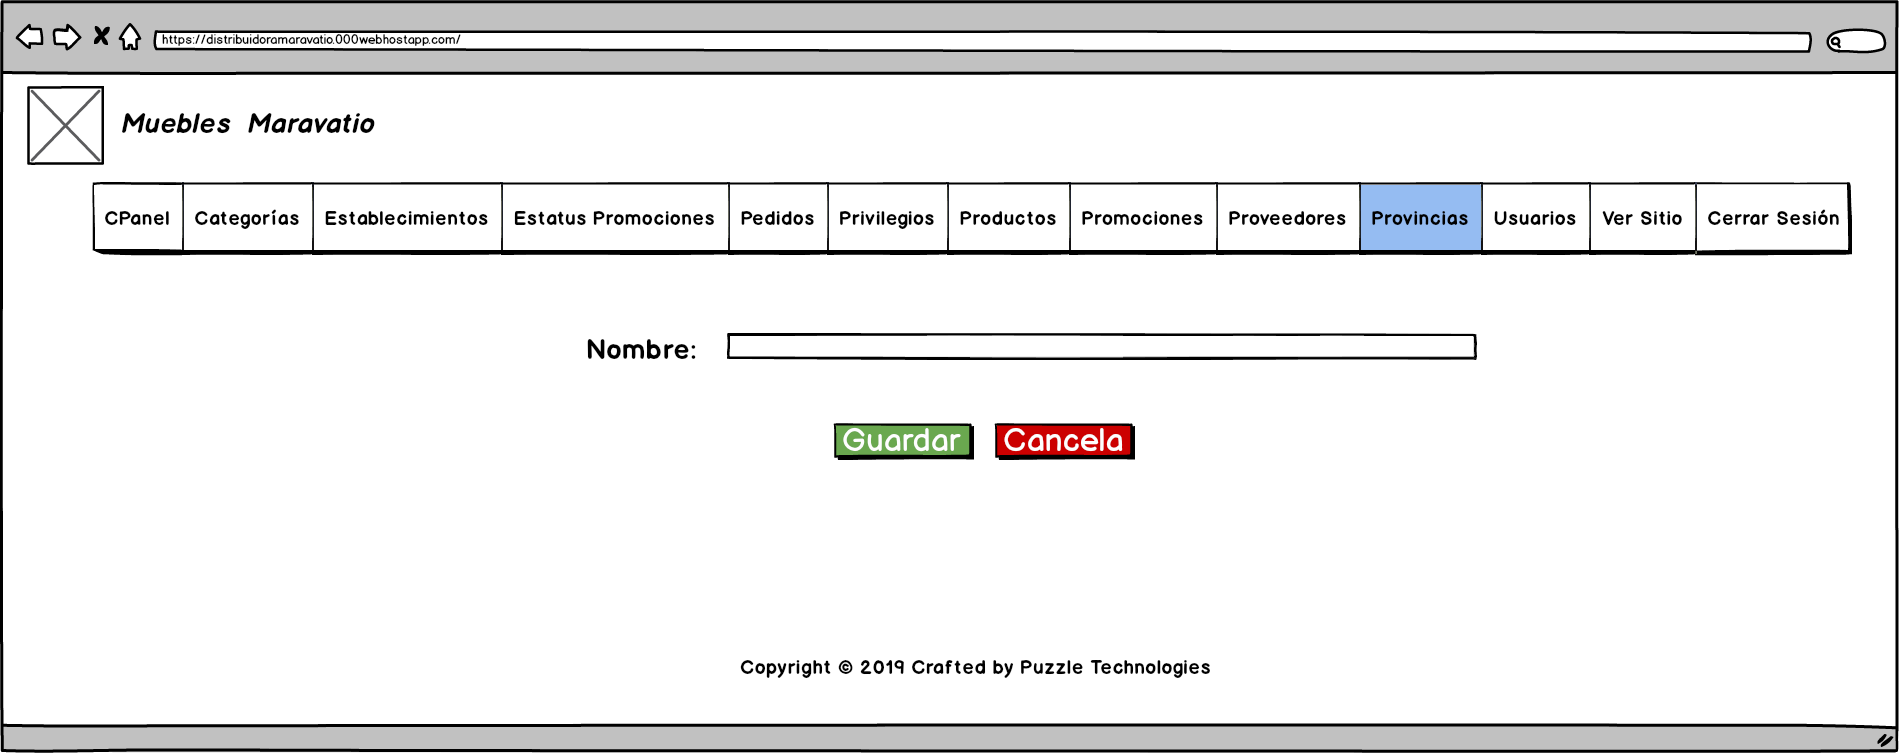 https://distribuidoramaravatio.000webhostapp.com/
Muebles Maravatio
CPanel Categorías Establecimientos Estatus Promociones Pedidos Privilegios Productos Promociones Proveedores Provincias Usuarios Ver Sitio Cerrar Sesión
Nombre:
Guardar Cancela
Copyright © 2019 Crafted by Puzzle Technologies